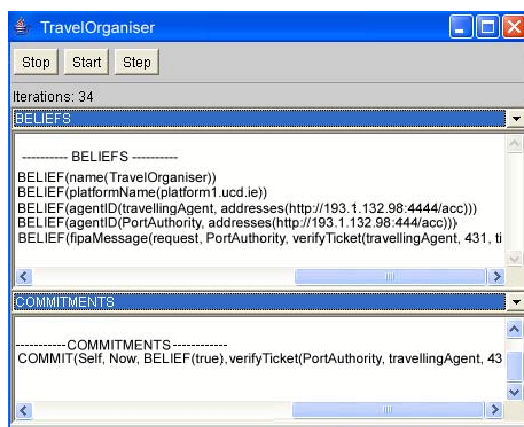 TravelOrganiser
Stop Start Step
Iterations: 34
BELIEFS
---------- BELIEFS ----------
BELIEF(name(TravelOrganiser))
BELIEF(platformName(platform1.ucd.ie))
BELIEF(agentID(travellingAgent, addresses(http://193.1.132.98:4444/acc)))
BELIEF(agentID(PortAuthority, addresses(http://193.1.132.98:444/acc)))
BELIEF(fipaMessage(request, PortAuthority, verifyTicket(travellingAgent, 431, ti
COMMITMENTS
-----------COMMITMENTS------------
COMMIT(Self, Now, BELIEF(true),verifyTicket(PortAuthority, travellingAgent, 43